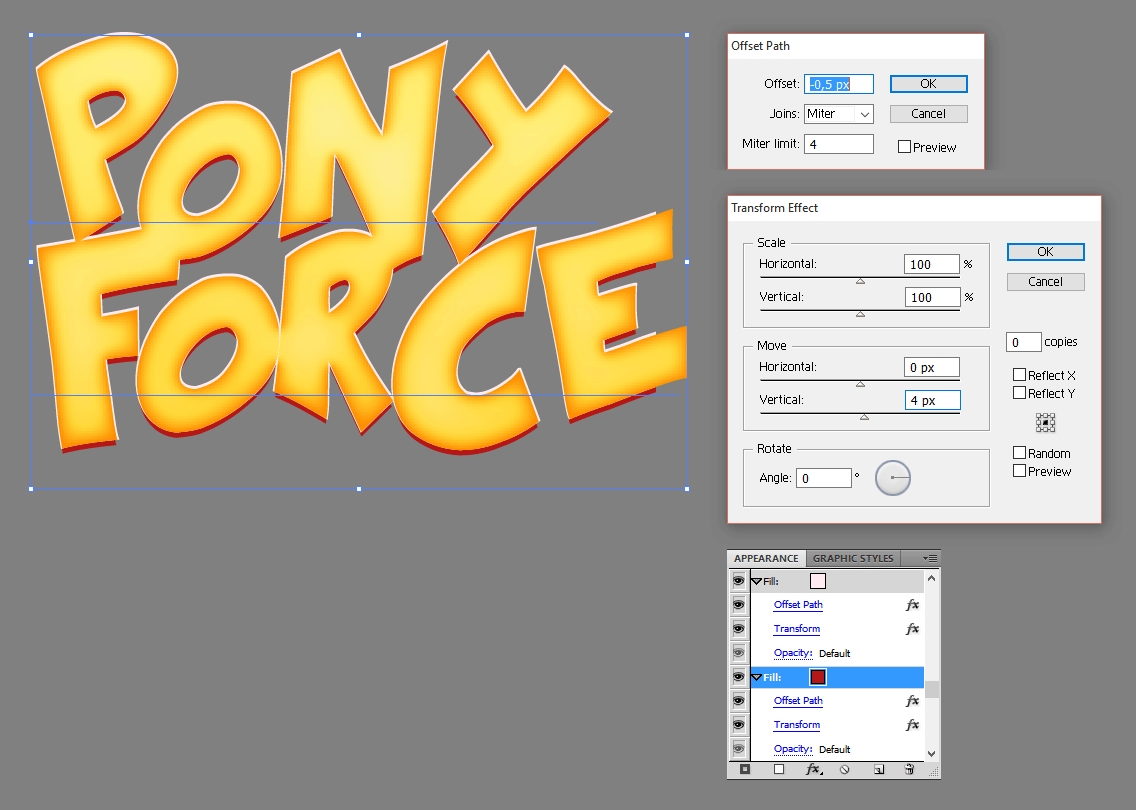 PONY
FORCE
Offset Path
Offset: -0,5 px
OK
Joins: Miter
Cancel
Miter limit: 4
Preview
Transform Effect
Scale
Horizontal: 100 %
Vertical: 100 %
OK
Cancel
Move
Horizontal: 0 px
Vertical: 4 px
0 copies
Reflect X
Reflect Y
Rotate
Angle: 0 °
Random
Preview
APPEARANCE GRAPHIC STYLES
Fill:
Offset Path fx
Transform fx
Opacity: Default
Fill:
Offset Path fx
Transform fx
Opacity: Default
fx